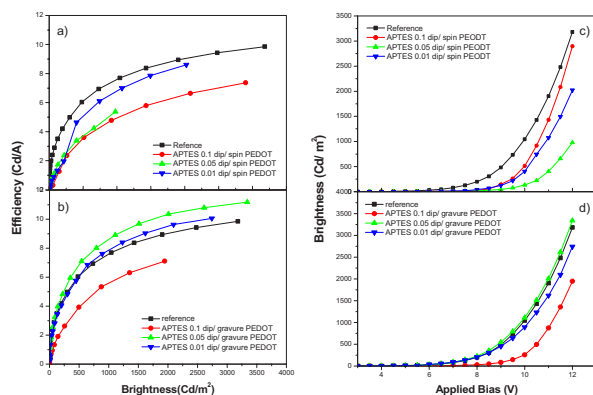 a)
12
10
8
6
4
2
Refence
APTES 0.1 dip/ spin PEDOT
APTES 0.05 dip/ spin PEDOT
APTES 0.01 dip/ spin PEDOT
Efficiency (Cd/A)
b)
10
8
6
4
2
0
reference
APTES 0.1 dip/ gravure PEDOT
APTES 0.05 dip/ gravure PEDOT
APTES 0.01 dip/ gravure PEDOT
0 500 1000 1500 2000 2500 3000 3500 4000
Brightness(Cd/m²)
c)
3500
3000
2500
2000
1500
1000
500
4000
Reference
APTES 0.1 dip/ spin PEODT
APTES 0.05 dip/ spin PEODT
APTES 0.01 dip/ spin PEODT
Brightness (Cd/ m²)
d)
3500
3000
2500
2000
1500
1000
500
0
reference
APTES 0.1 dip/ gravure PEDOT
APTES 0.05 dip/ gravure PEDOT
APTES 0.01 dip/ gravure PEDOT
4 6 8 10 12
Applied Bias (V)